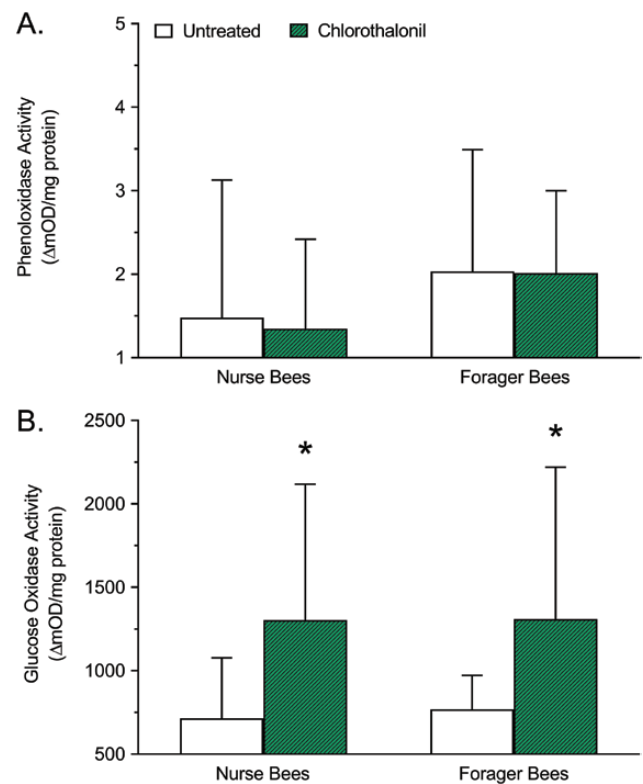 A.
Untreated Chlorothalonil
Phenoloxidase Activity
(ΔmOD/mg protein)
5
4
3
2
1
Nurse Bees Forager Bees
B.
Glucose Oxidase Activity
(ΔmOD/mg protein)
2500
2000
1500
1000
500
* *
Nurse Bees Forager Bees